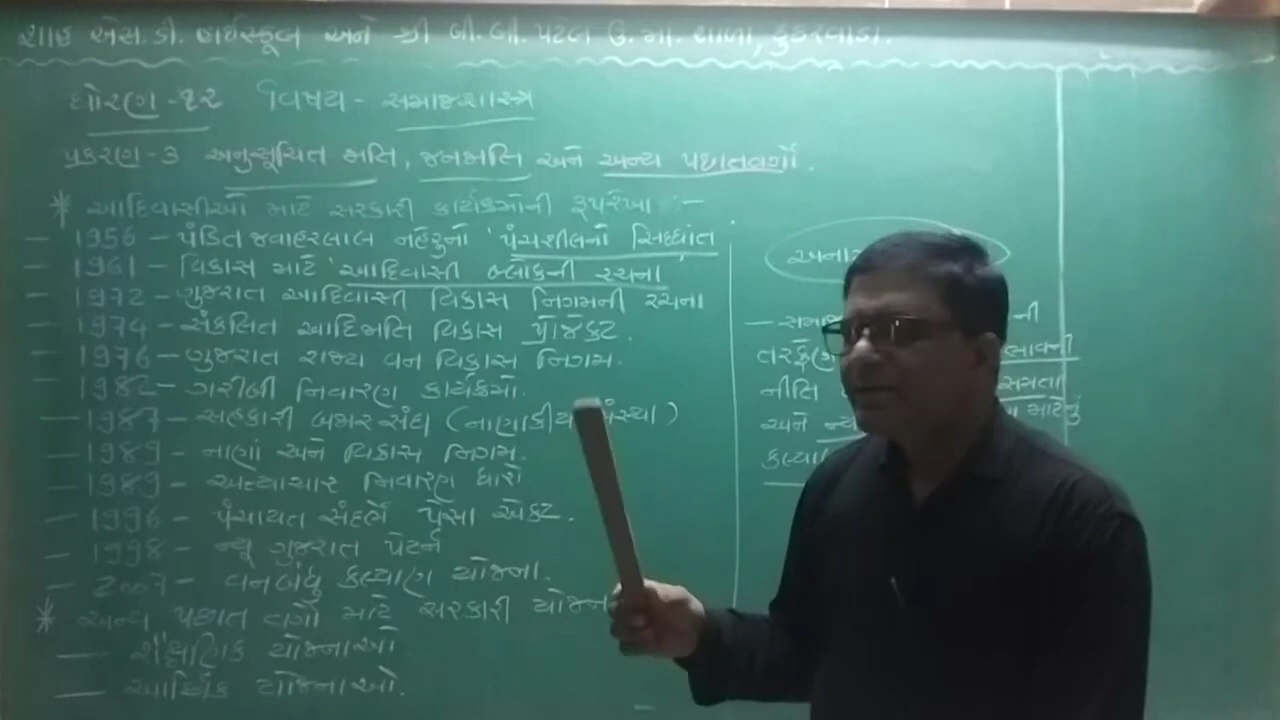 શાહ એસ.ડી. હાઈસ્કૂલ અને શ્રી બી.બી. પટેલ ઉ.મા. શાળા,
ધોરણ-૧૨ વિષય - સમાજશાસ્ત્ર
પ્રકરણ-૩ અનુસૂચિત જાતિ, જનજાતિ અને અન્ય પછાતવર્ગો.
* આદિવાસીઓ માટે સરકારી કાર્યક્રમોની રૂપરેખા :-
- 1956 - પંડિત જવાહરલાલ નહેરુનો 'પંચશીલનો સિદ્ધાંત
- 1961 - વિકાસ માટે 'આદિવાસી બ્લોકની રચના'
- 1972 - ગુજરાત આદિવાસી વિકાસ નિગમની રચના
- 1974 - સંકલિત આદિજાતિ વિકાસ પ્રોજેક્ટ.
- 1976 - ગુજરાત રાજ્ય વન વિકાસ નિગમ.
- 1982 - ગરીબી નિવારણ કાર્યક્રમો.
- 1987 - સહકારી સંઘ
- 1989 - નાણાં અને વિકાસ નિગમ.
- 1989 - અત્યાચાર નિવારણ ધારો
- 1996 - પંચાયત સંદર્ભે પેસા એક્ટ.
- 1998 - ન્યૂ ગુજરાત પેટર્ન
- 2007 - વનબંધુ કલ્યાણ યોજના.
* અન્ય પછાત વર્ગો માટે સરકારી
- શૈક્ષણિક યોજનાઓ
- આર્થિક યોજનાઓ.
ની
નીતિ
અને માટેનું